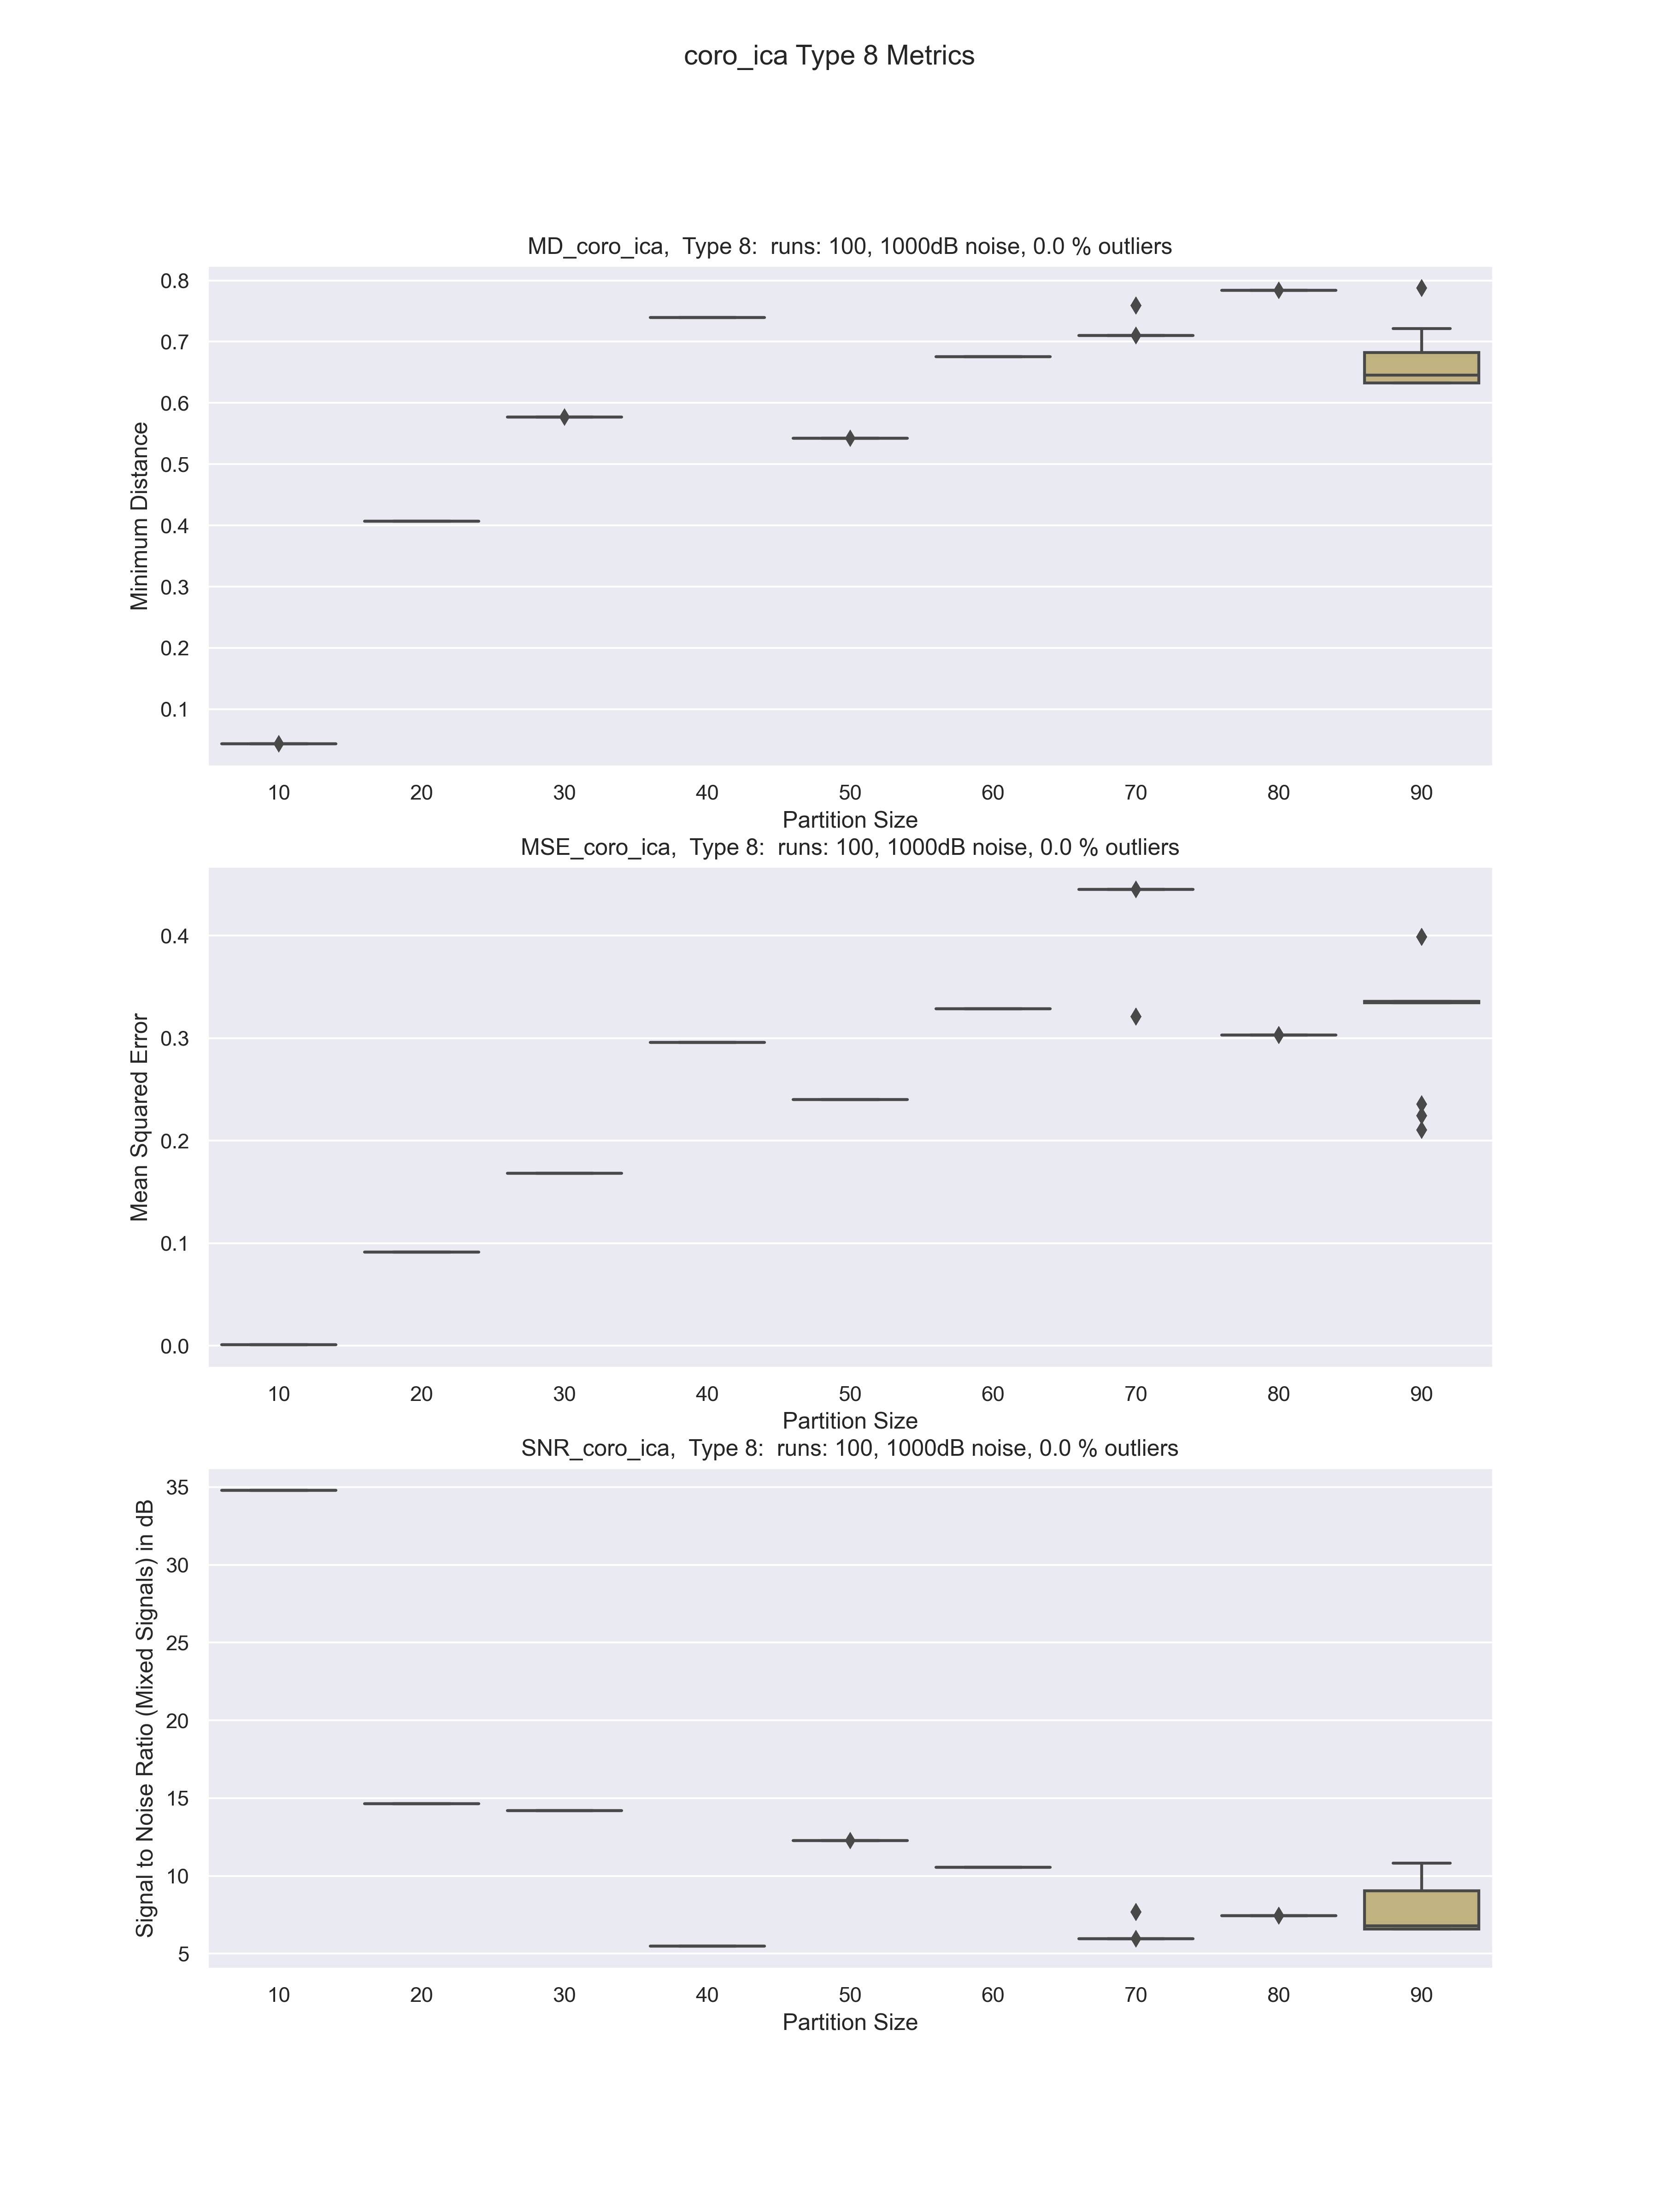 coro_ica Type 8 Metrics
MD_coro_ica,  Type 8:  runs: 100, 1000dB noise, 0.0 % outliers
Minimum Distance
0.8
0.7
0.6
0.5
0.4
0.3
0.2
0.1
10 20 30 40 50 60 70 80 90
Partition Size
MSE_coro_ica,  Type 8:  runs: 100, 1000dB noise, 0.0 % outliers
Mean Squared Error
0.4
0.3
0.2
0.1
0.0
10 20 30 40 50 60 70 80 90
Partition Size
SNR_coro_ica,  Type 8:  runs: 100, 1000dB noise, 0.0 % outliers
Signal to Noise Ratio (Mixed Signals) in dB
35
30
25
20
15
10
5
10 20 30 40 50 60 70 80 90
Partition Size